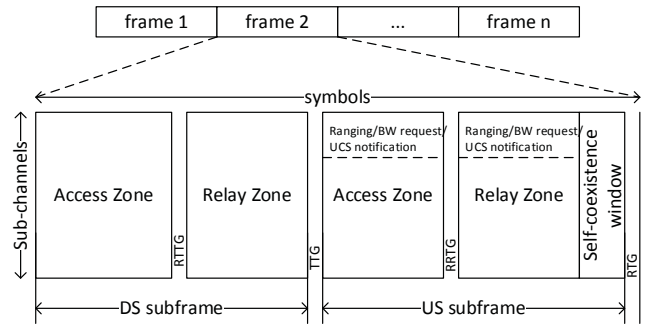 frame 1
frame 2
...
frame n
symbols
Sub-channels
Access Zone
RTTG
Relay Zone
TTG
Ranging/BW request/
UCS notification
Access Zone
RRTG
Ranging/BW request/
UCS notification
Relay Zone
Self-coexistence
window
RTG
DS subframe
US subframe